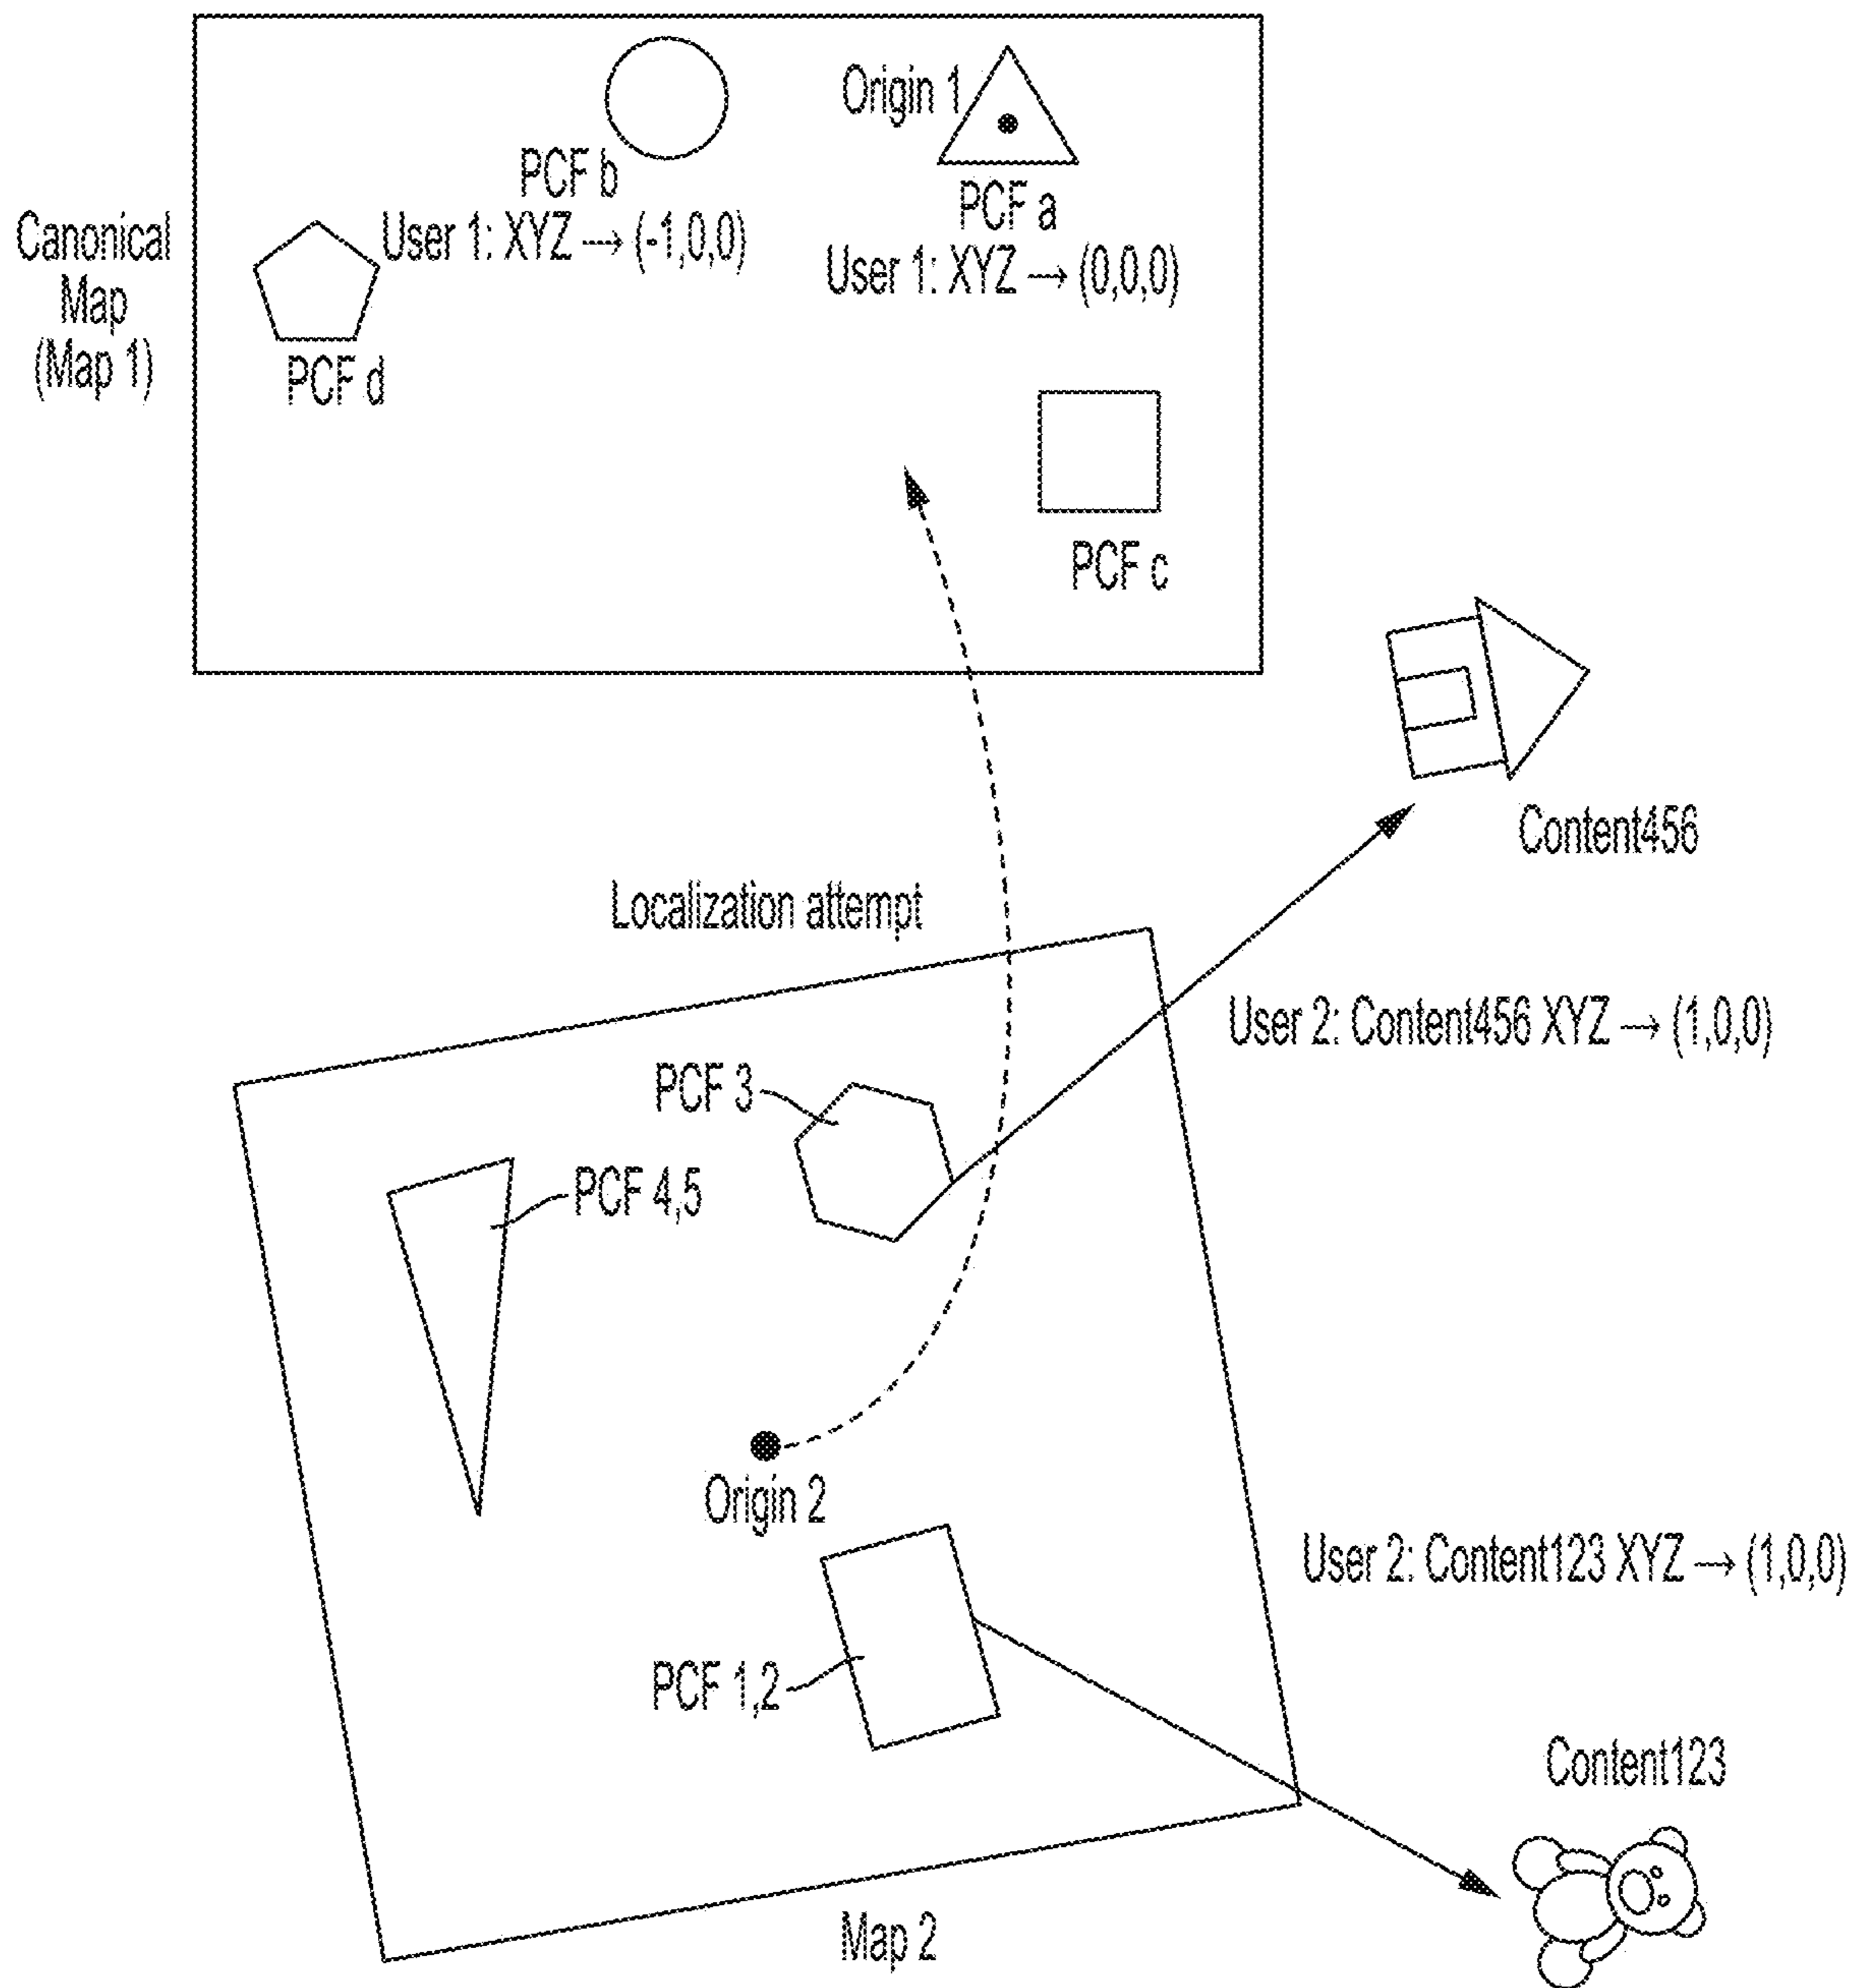 Origin 1
PCF b
PCF a
User 1: XYZ → (-1,0,0)
User 1: XYZ → (0,0,0)
Canonical
Map
(Map 1)
PCF d
PCF c
Content456
Localization attempt
User 2: Content456 XYZ → (1,0,0)
PCF 3
PCF 4,5
Origin 2
User 2: Content123 XYZ → (1,0,0)
PCF 1,2
Content123
Map 2